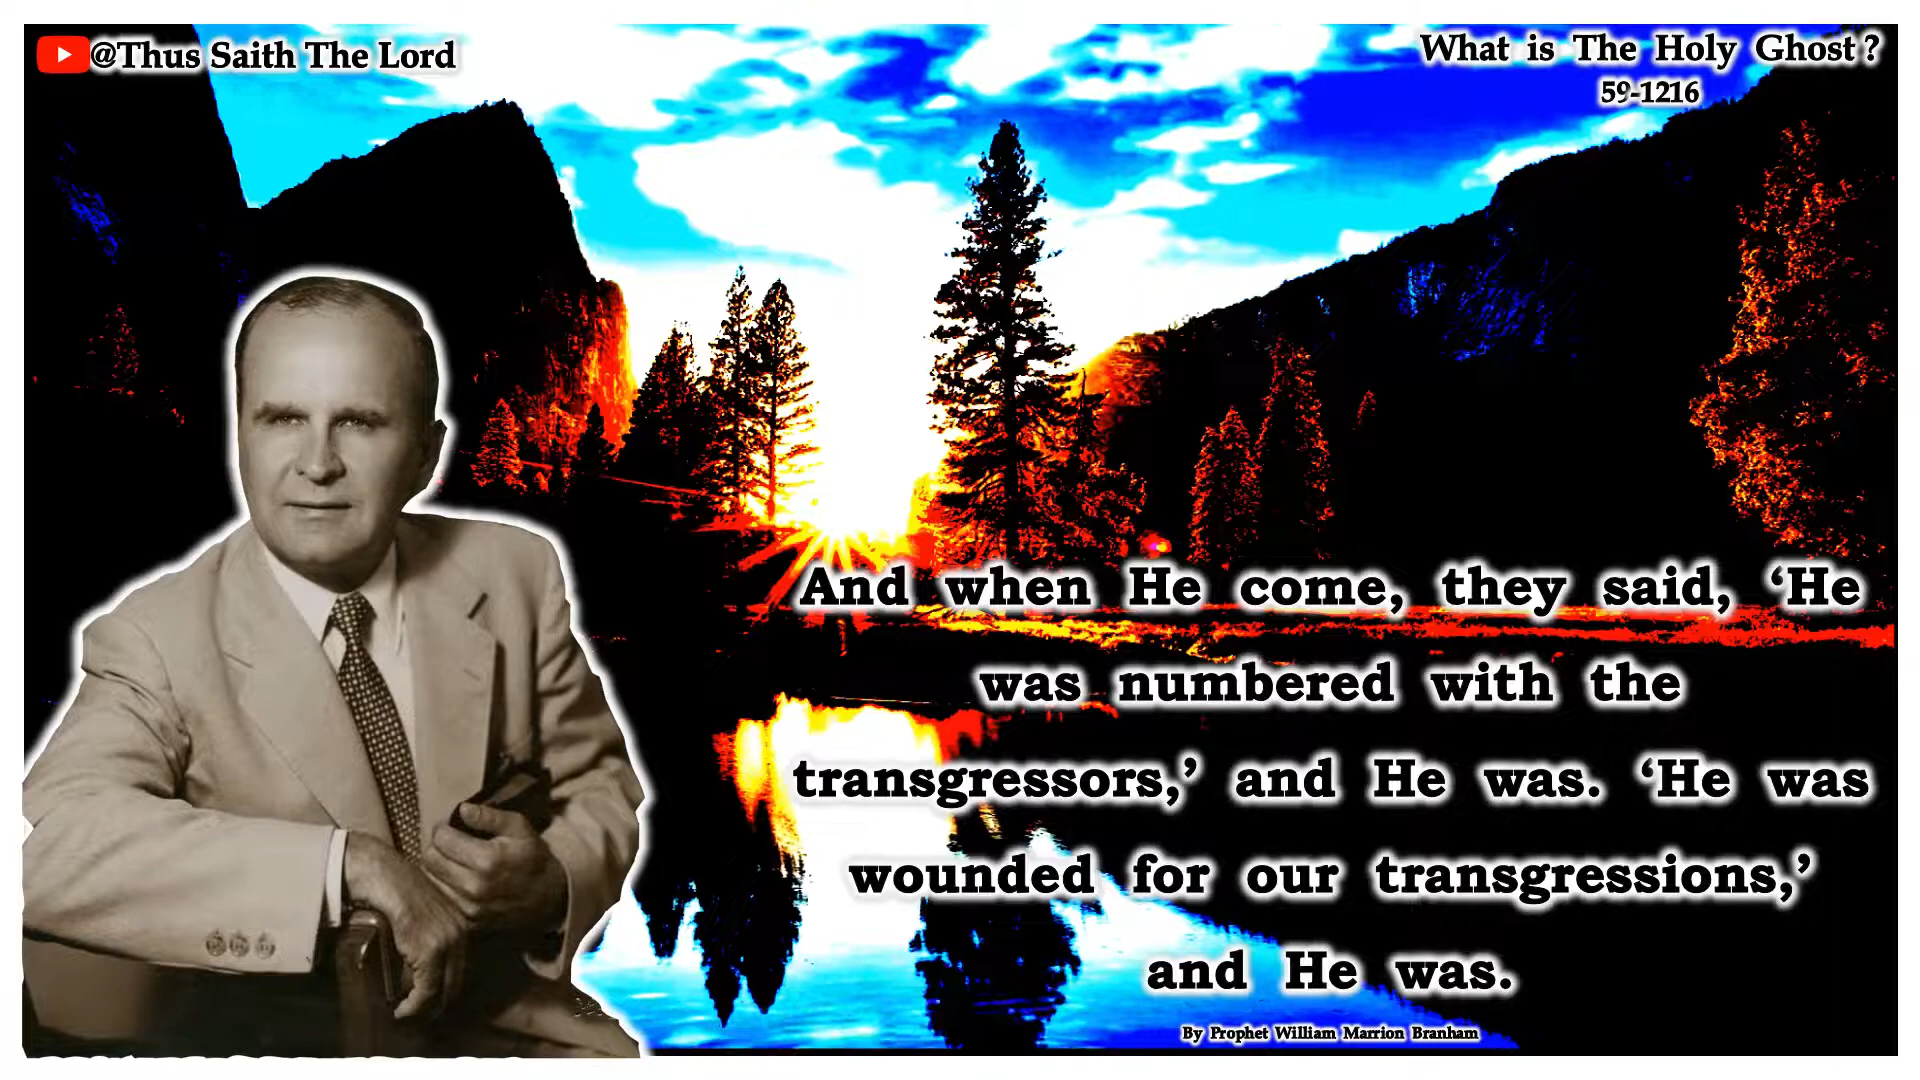 @Thus Saith The Lord
What is The Holy Ghost?
59-1216
And when He come, they said, ‘He
was numbered with the
transgressors,’ and He was. ‘He was
wounded for our transgressions,’
and He was.
By Prophet William Marrion Branham